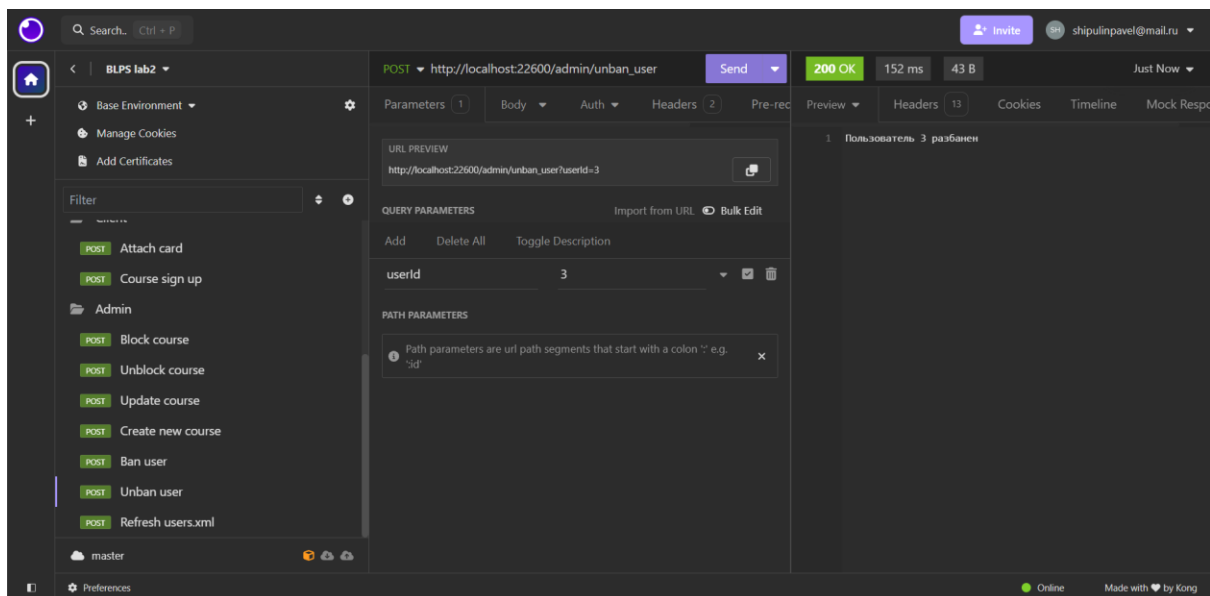 Search.. Ctrl + P
Invite
SH
shipulinpavel@mail.ru
BLPS lab2
Base Environment
Manage Cookies
Add Certificates
Filter
Client
POST Attach card
POST Course sign up
Admin
POST Block course
POST Unblock course
POST Update course
POST Create new course
POST Ban user
POST Unban user
POST Refresh users.xml
master
POST http://localhost:22600/admin/unban_user Send
Parameters 1 Body Auth Headers 2 Pre-req
URL PREVIEW
http://localhost:22600/admin/unban_user?userId=3
QUERY PARAMETERS Import from URL Bulk Edit
Add Delete All Toggle Description
userId 3
PATH PARAMETERS
Path parameters are url path segments that start with a colon ':' e.g.
':id'
200 OK 152 ms 43 B Just Now
Preview Headers 13 Cookies Timeline Mock Respo
1 Пользователь 3 разбанен
Preferences
Online Made with ♥ by Kong